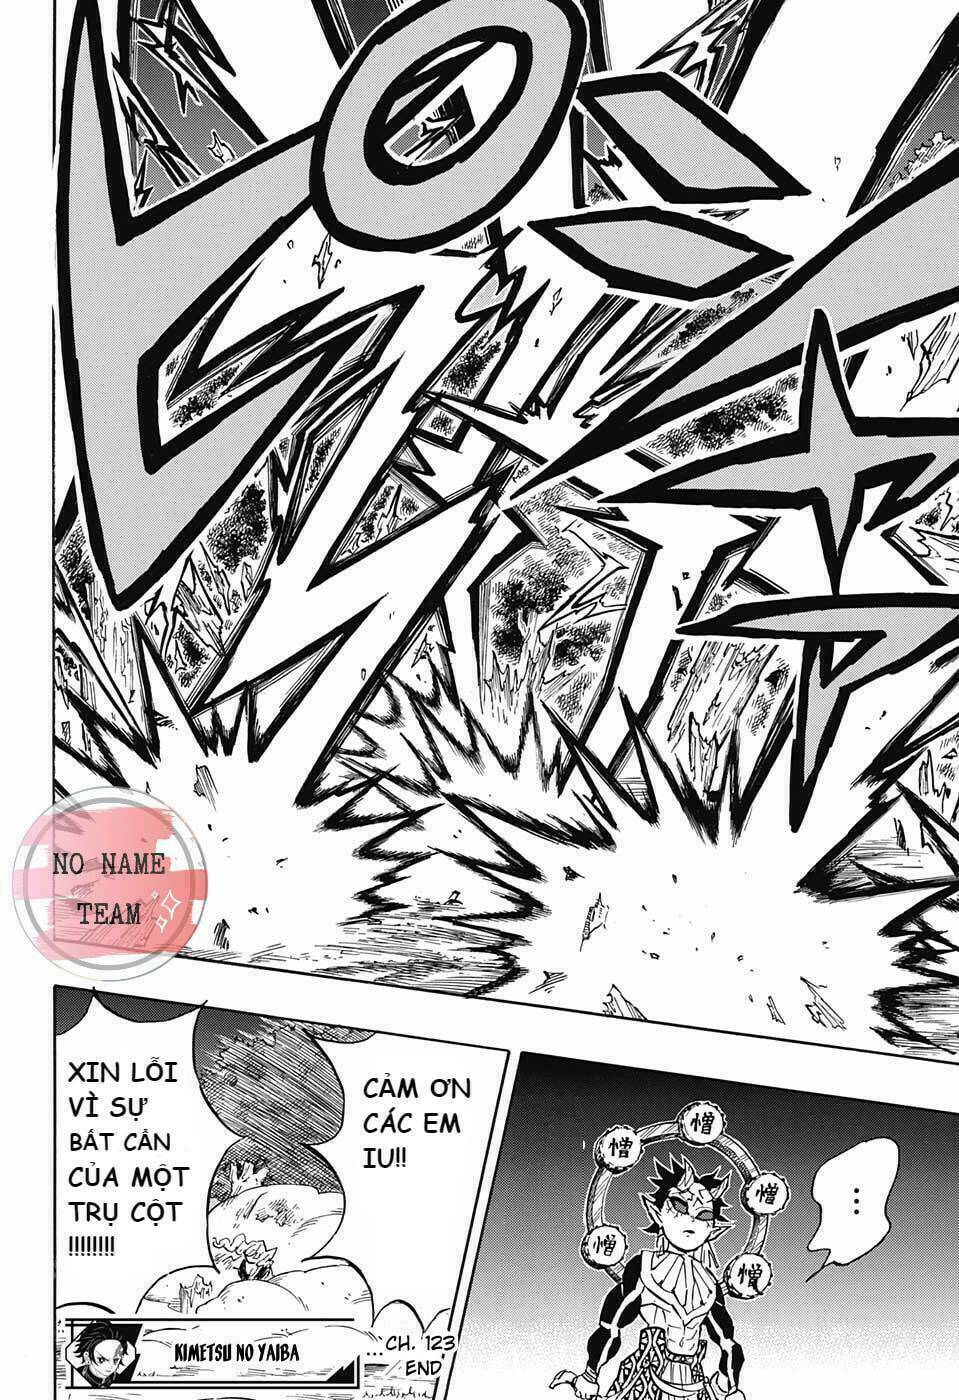 NO NAME
TEAM
…
憎
憎
憎
憎
憎
CẢM ƠN
CÁC EM
IU!!
XIN LỖI
VÌ SỰ
BẤT CẨN
CỦA MỘT
TRỤ CỘT
!!!!!!!!!
KIMETSU NO YAIBA
...CH. 123
END